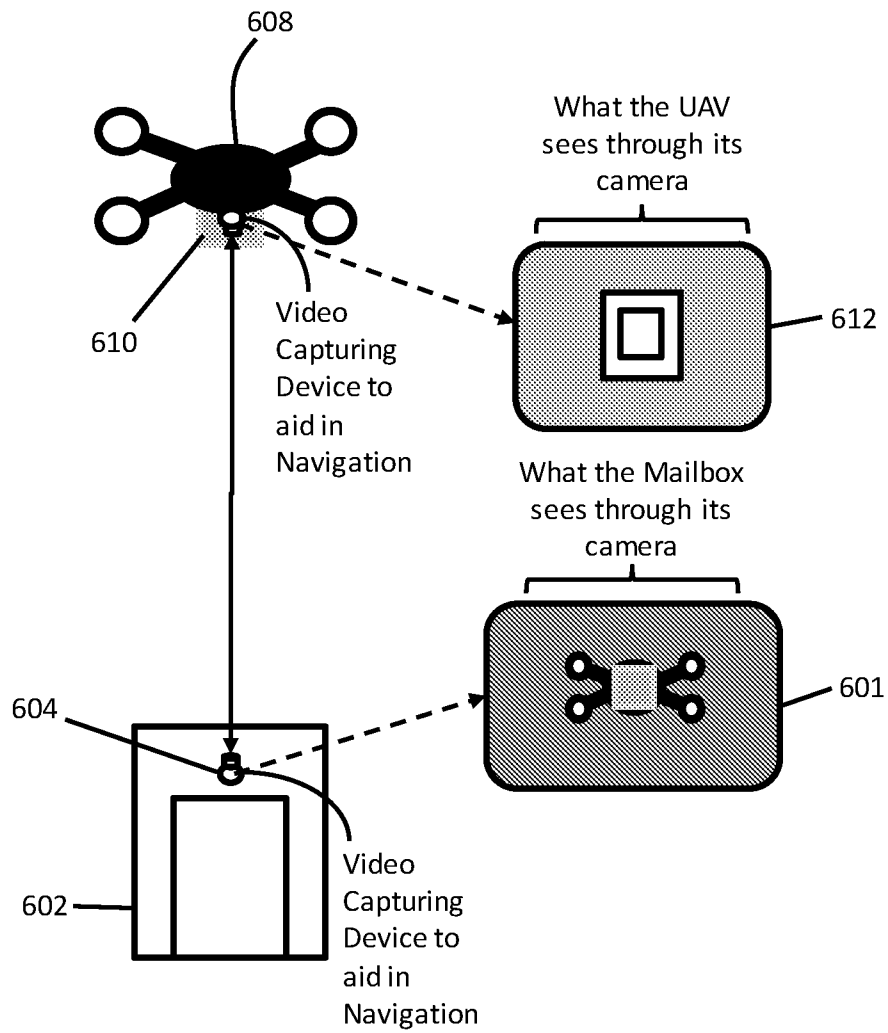 608
What the UAV
sees through its
camera
610
Video
Capturing
Device to
aid in
Navigation
612
What the Mailbox
sees through its
camera
604
601
602
Video
Capturing
Device to
aid in
Navigation